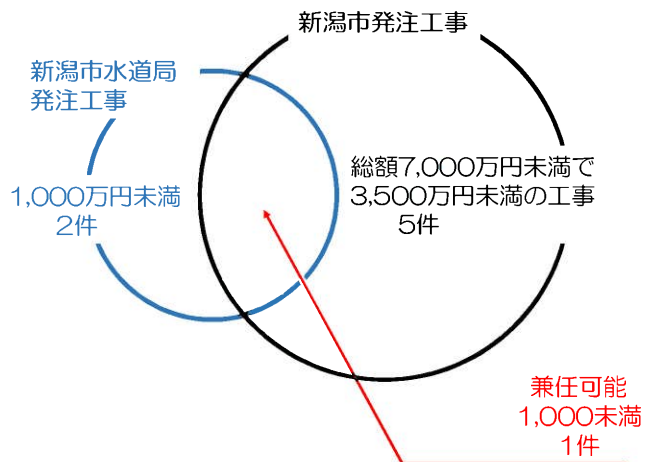 新潟市発注工事
新潟市水道局
発注工事
総額7,000万円未満で
3,500万円未満の工事
5件
1,000万円未満
2件
兼任可能
1,000未満
1件